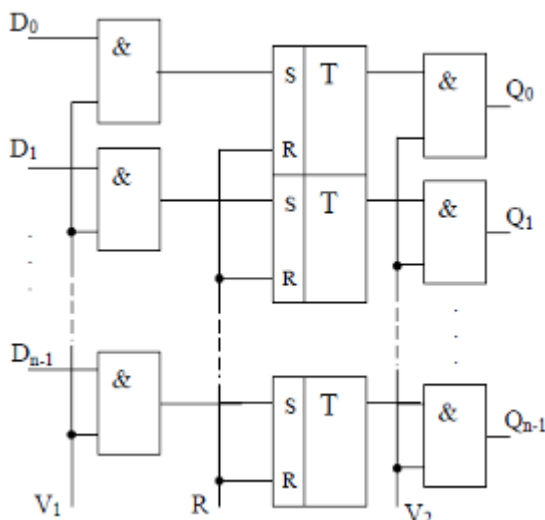 D₀ & S T & Q₀
R
D₁ & S T & Q₁
R
Dₙ₋₁ & S T & Qₙ₋₁
R
V₁ R V₂